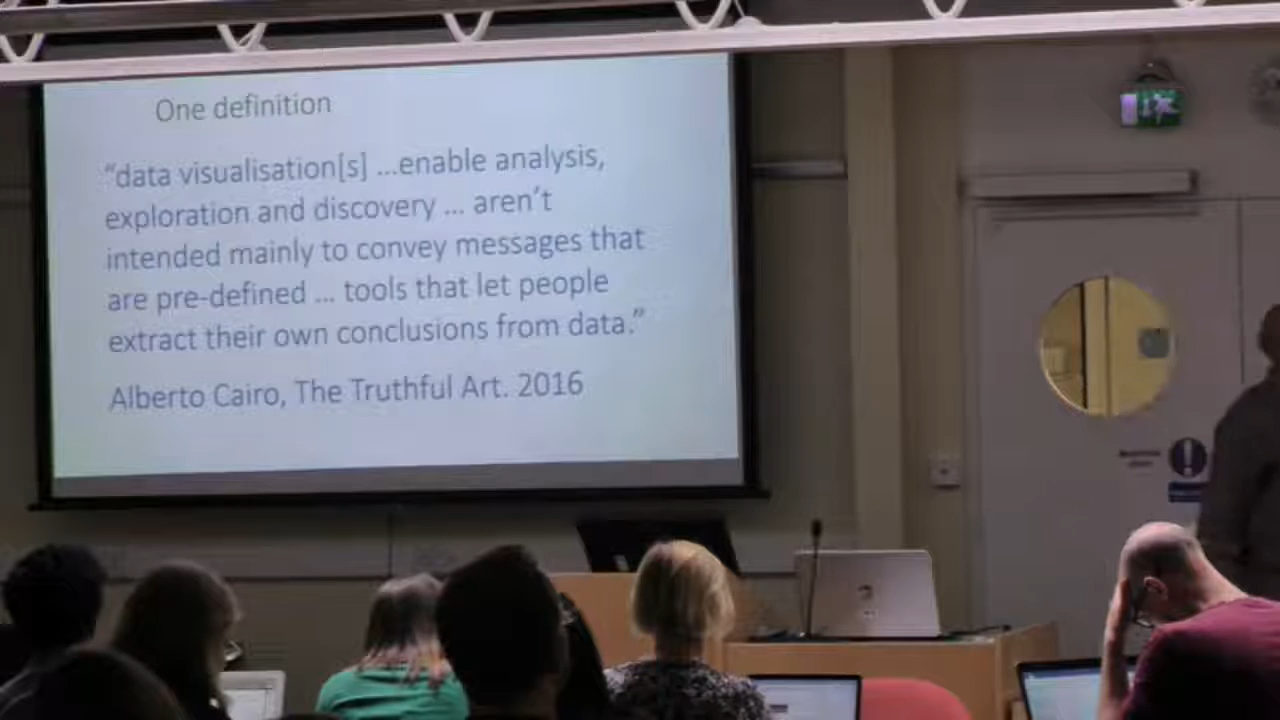 One definition
“data visualisation[s] ...enable analysis,
exploration and discovery ... aren’t
intended mainly to convey messages that
are pre-defined ... tools that let people
extract their own conclusions from data.”
Alberto Cairo, The Truthful Art. 2016